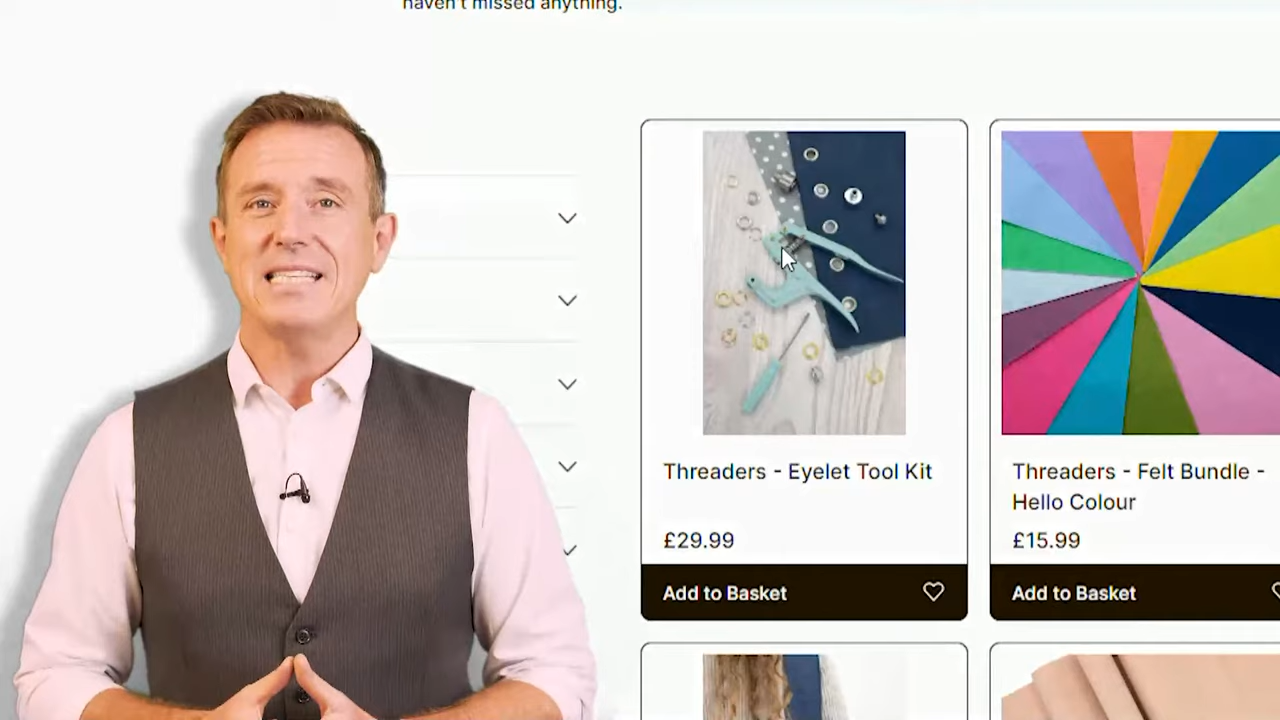 haven't missed anything.
Threaders - Eyelet Tool Kit
£29.99
Add to Basket
Threaders - Felt Bundle -
Hello Colour
£15.99
Add to Basket